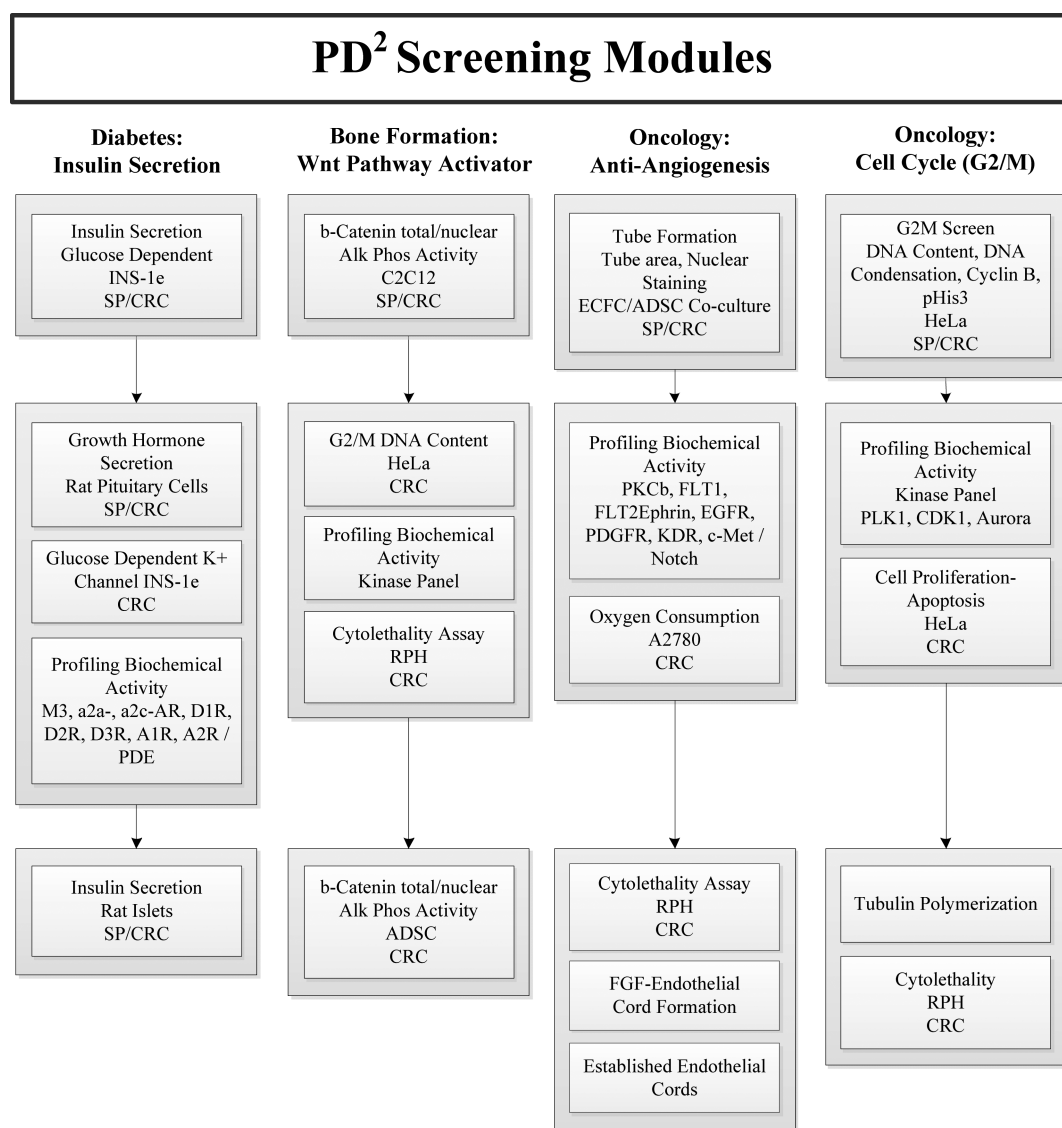 PD² Screening Modules
Diabetes:
Insulin Secretion
Insulin Secretion
Glucose Dependent
INS-1e
SP/CRC
Growth Hormone
Secretion
Rat Pituitary Cells
SP/CRC
Glucose Dependent K+
Channel INS-1e
CRC
Profiling Biochemical
Activity
M3, a2a-, a2c-AR, D1R,
D2R, D3R, A1R, A2R /
PDE
Insulin Secretion
Rat Islets
SP/CRC
Bone Formation:
Wnt Pathway Activator
b-Catenin total/nuclear
Alk Phos Activity
C2C12
SP/CRC
G2/M DNA Content
HeLa
CRC
Profiling Biochemical
Activity
Kinase Panel
Cytolethality Assay
RPH
CRC
b-Catenin total/nuclear
Alk Phos Activity
ADSC
CRC
Oncology:
Anti-Angiogenesis
Tube Formation
Tube area, Nuclear
Staining
ECFC/ADSC Co-culture
SP/CRC
Profiling Biochemical
Activity
PKCb, FLT1,
FLT2Ephrin, EGFR,
PDGFR, KDR, c-Met /
Notch
Oxygen Consumption
A2780
CRC
Cytolethality Assay
RPH
CRC
FGF-Endothelial
Cord Formation
Established Endothelial
Cords
Oncology:
Cell Cycle (G2/M)
G2M Screen
DNA Content, DNA
Condensation, Cyclin B,
pHis3
HeLa
SP/CRC
Profiling Biochemical
Activity
Kinase Panel
PLK1, CDK1, Aurora
Cell Proliferation-
Apoptosis
HeLa
CRC
Tubulin Polymerization
Cytolethality
RPH
CRC